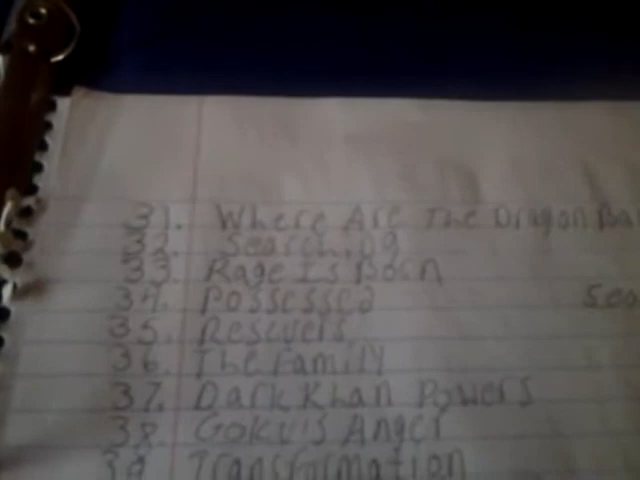 31. Where Are The Dragon Ba
32. Searching
33. Rage Is Born
34. Possessed Sea
35. Rescuers
36. The Family
37. Dark Khan Powers
38. Goku's Anger
39 Transformation